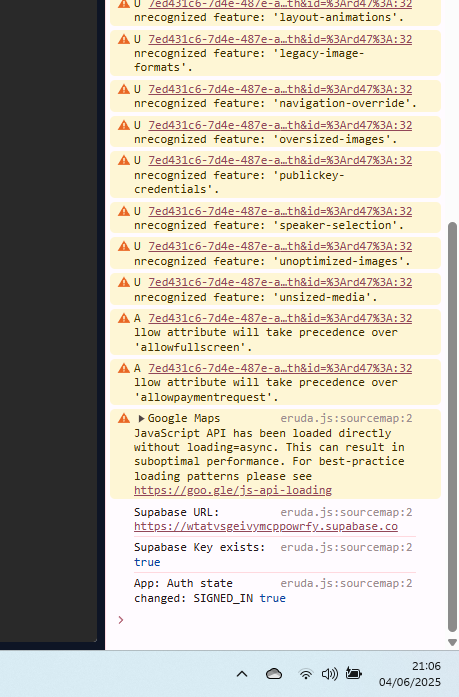 U 7ed431c6-7d4e-487e-a…th&id=%3Ard47%3A:32
nrecognized feature: 'layout-animations'.
U 7ed431c6-7d4e-487e-a…th&id=%3Ard47%3A:32
nrecognized feature: 'legacy-image-
formats'.
U 7ed431c6-7d4e-487e-a…th&id=%3Ard47%3A:32
nrecognized feature: 'navigation-override'.
U 7ed431c6-7d4e-487e-a…th&id=%3Ard47%3A:32
nrecognized feature: 'oversized-images'.
U 7ed431c6-7d4e-487e-a…th&id=%3Ard47%3A:32
nrecognized feature: 'publickey-
credentials'.
U 7ed431c6-7d4e-487e-a…th&id=%3Ard47%3A:32
nrecognized feature: 'speaker-selection'.
U 7ed431c6-7d4e-487e-a…th&id=%3Ard47%3A:32
nrecognized feature: 'unoptimized-images'.
U 7ed431c6-7d4e-487e-a…th&id=%3Ard47%3A:32
nrecognized feature: 'unsized-media'.
A 7ed431c6-7d4e-487e-a…th&id=%3Ard47%3A:32
llow attribute will take precedence over
'allowfullscreen'.
A 7ed431c6-7d4e-487e-a…th&id=%3Ard47%3A:32
llow attribute will take precedence over
'allowpaymentrequest'.
Google Maps eruda.js:sourcemap:2
JavaScript API has been loaded directly
without loading=async. This can result in
suboptimal performance. For best-practice
loading patterns please see
https://goo.gle/js-api-loading
Supabase URL: eruda.js:sourcemap:2
https://wtatvsgeivymcppowrfy.supabase.co
Supabase Key exists: eruda.js:sourcemap:2
true
App: Auth state eruda.js:sourcemap:2
changed: SIGNED_IN true
21:06
04/06/2025